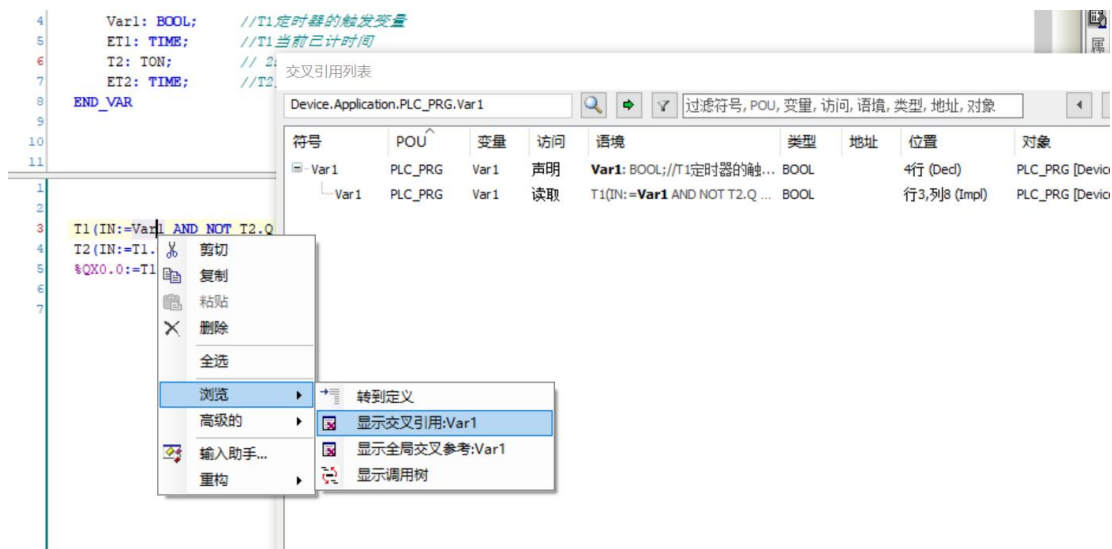 4 Var1: BOOL; //T1定时器的触发变量
5 ET1: TIME; //T1当前已计时间
6 T2: TON; // 2
7 ET2: TIME; //T2
8 END_VAR
9
10
11
属
交叉引用列表
Device.Application.PLC_PRG.Var1 过滤符号, POU, 变量, 访问, 语境, 类型, 地址, 对象
符号 POU 变量 访问 语境 类型 地址 位置 对象
Var1 PLC_PRG Var1 声明 Var1: BOOL;//T1定时器的触... BOOL 4行 (Decl) PLC_PRG [Device
Var1 PLC_PRG Var1 读取 T1(IN:=Var1 AND NOT T2.Q ... BOOL 行3,列8 (Impl) PLC_PRG [Device
1
2
3 T1(IN:=Var1 AND NOT T2.Q
4 T2(IN:=T1.
5 %QX0.0:=T1
6
7
剪切
复制
粘贴
删除
全选
浏览
高级的
输入助手...
重构
转到定义
显示交叉引用:Var1
显示全局交叉参考:Var1
显示调用树